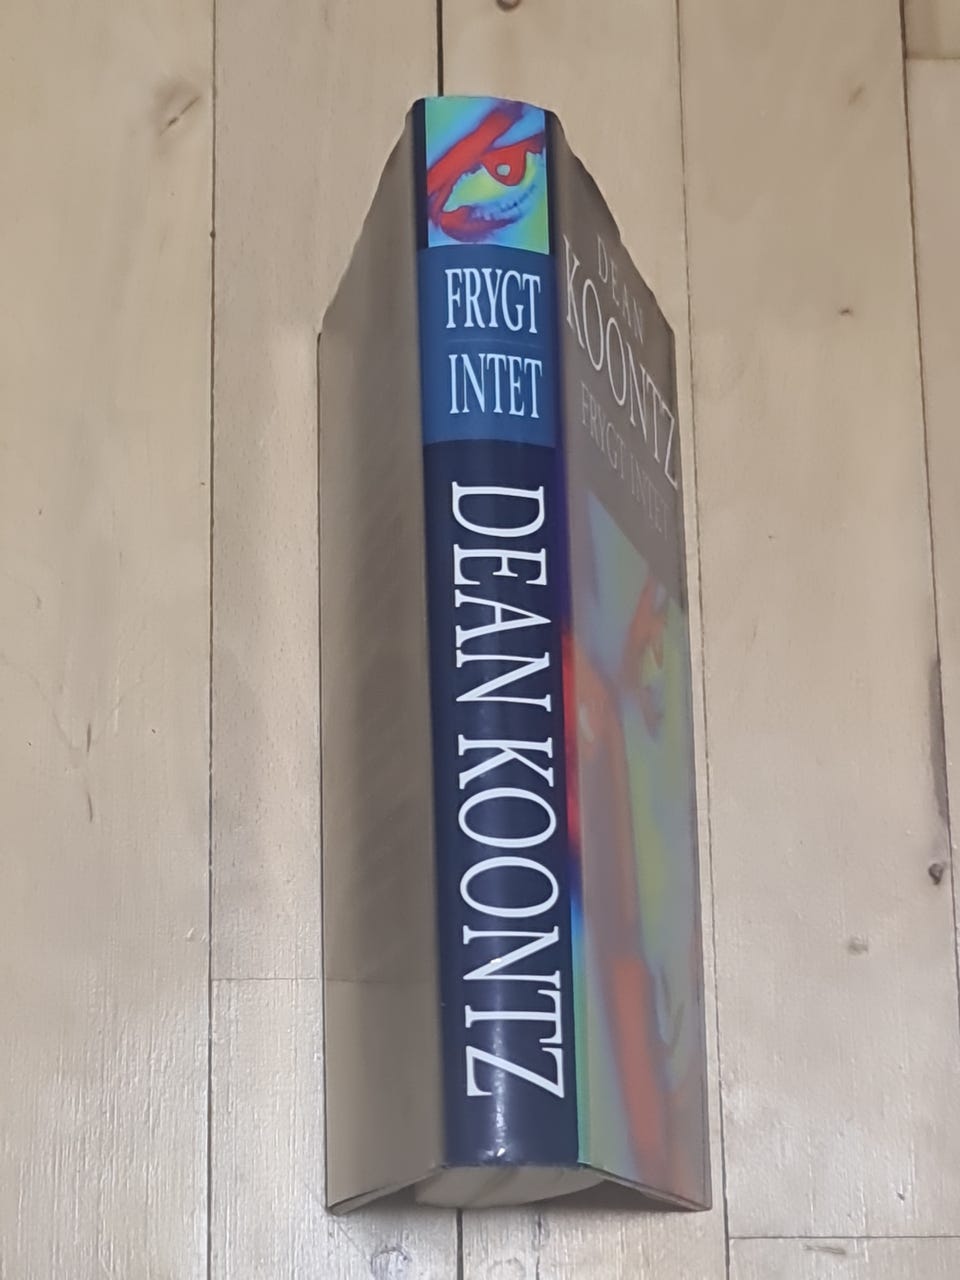 FRYGT
INTET
DEAN KOONTZ
DEAN
KOONTZ
FRYGT INTET